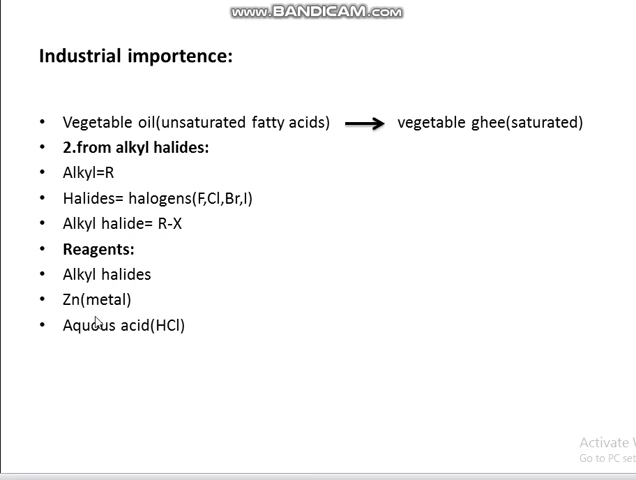 www.BANDICAM.com
Industrial importence:
• Vegetable oil(unsaturated fatty acids) → vegetable ghee(saturated)
• 2.from alkyl halides:
• Alkyl=R
• Halides= halogens(F,Cl,Br,I)
• Alkyl halide= R-X
• Reagents:
• Alkyl halides
• Zn(metal)
• Aquous acid(HCl)
Activate
Go to PC set